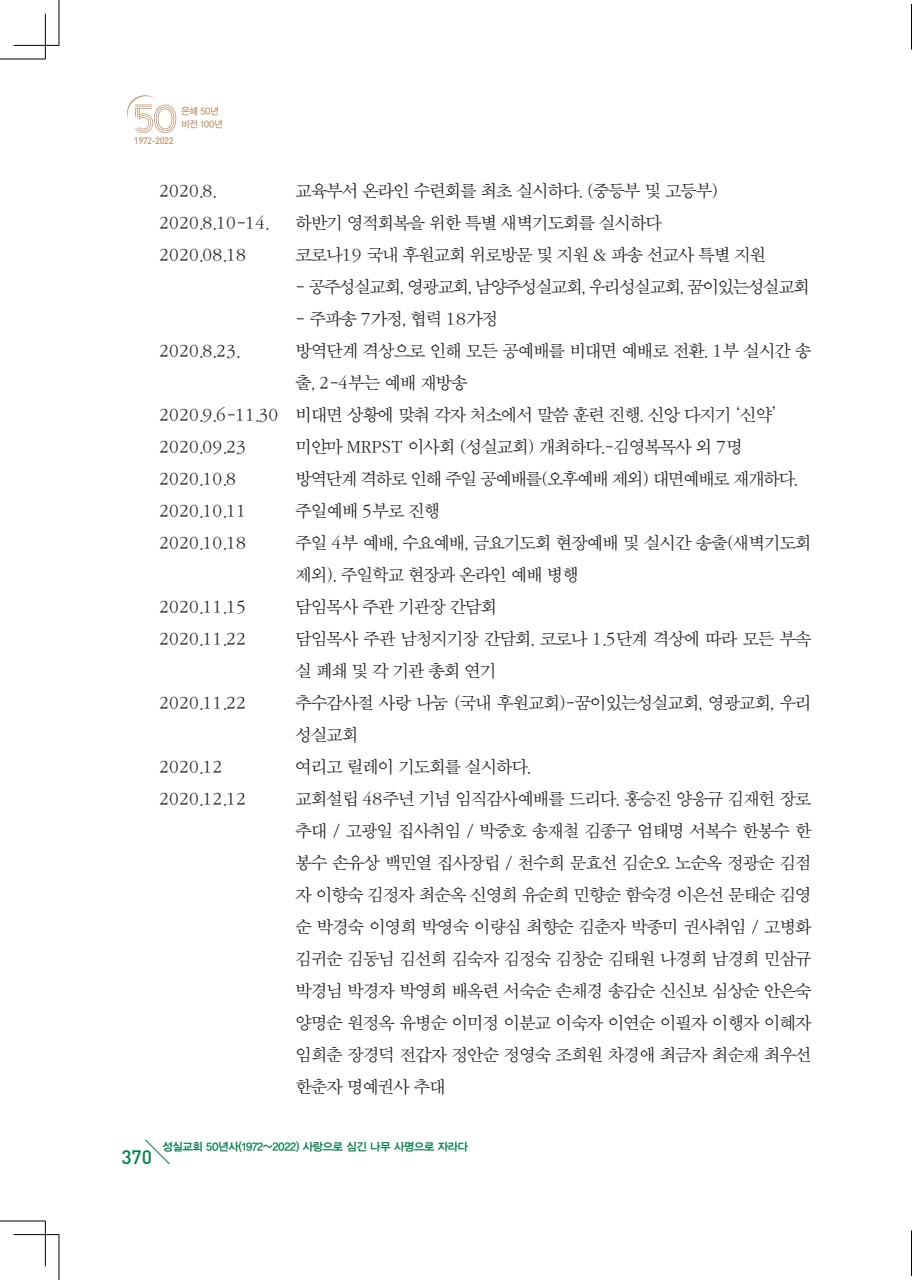 50 은혜 50년
비전 100년
1972-2022
2020.8. 교육부서 온라인 수련회를 최초 실시하다. (중등부 및 고등부)
2020.8.10-14. 하반기 영적회복을 위한 특별 새벽기도회를 실시하다
2020.08.18 코로나19 국내 후원교회 위로방문 및 지원 & 파송 선교사 특별 지원
- 공주성실교회, 영광교회, 남양주성실교회, 우리성실교회, 꿈이있는성실교회
- 주파송 7가정, 협력 18가정
2020.8.23. 방역단계 격상으로 인해 모든 공예배를 비대면 예배로 전환. 1부 실시간 송
출, 2-4부는 예배 재방송
2020.9.6-11.30 비대면 상황에 맞춰 각자 처소에서 말씀 훈련 진행. 신앙 다지기 ‘신약’
2020.09.23 미얀마 MRPST 이사회 (성실교회) 개최하다.-김영복목사 외 7명
2020.10.8 방역단계 격하로 인해 주일 공예배를(오후예배 제외) 대면예배로 재개하다.
2020.10.11 주일예배 5부로 진행
2020.10.18 주일 4부 예배, 수요예배, 금요기도회 현장예배 및 실시간 송출(새벽기도회
제외). 주일학교 현장과 온라인 예배 병행
2020.11.15 담임목사 주관 기관장 간담회
2020.11.22 담임목사 주관 남청지기장 간담회. 코로나 1.5단계 격상에 따라 모든 부속
실 폐쇄 및 각 기관 총회 연기
2020.11.22 추수감사절 사랑 나눔 (국내 후원교회)-꿈이있는성실교회, 영광교회, 우리
성실교회
2020.12 여리고 릴레이 기도회를 실시하다.
2020.12.12 교회설립 48주년 기념 임직감사예배를 드리다. 홍승진 양응규 김재헌 장로
추대 / 고광일 집사취임 / 박중호 송재철 김종구 엄태명 서복수 한봉수 한
봉수 손유상 백민열 집사장립 / 천수희 문효선 김순오 노순옥 정광순 김점
자 이향숙 김정자 최순옥 신영희 유순희 민향순 함숙경 이은선 문태순 김영
순 박경숙 이영희 박영숙 이량심 최향순 김춘자 박종미 권사취임 / 고병화
김귀순 김동님 김선희 김숙자 김정숙 김창순 김태원 나경희 남경희 민삼규
박경님 박경자 박영희 배옥련 서숙순 손채경 송감순 신신보 심상순 안은숙
양명순 원정옥 유병순 이미정 이분교 이숙자 이연순 이필자 이행자 이혜자
임희춘 장경덕 전갑자 정안순 정영숙 조희원 차경애 최금자 최순재 최우선
한춘자 명예권사 추대
370 성실교회 50년사(1972~2022) 사랑으로 심긴 나무 사명으로 자라다